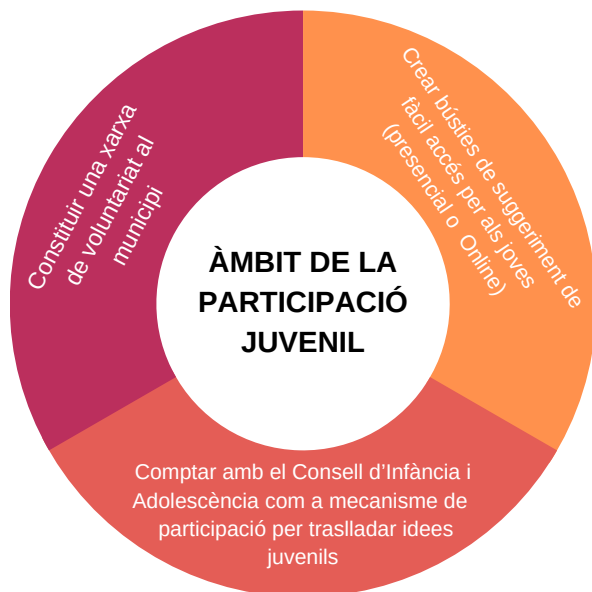 ÀMBIT DE LA
PARTICIPACIÓ
JUVENIL
Constituir una xarxa
de voluntariat al
municipi
Crear bústies de suggeriment de
fàcil accés per als joves
(presencial o Online)
Comptar amb el Consell d’Infància i
Adolescència com a mecanisme de
participació per traslladar idees
juvenils